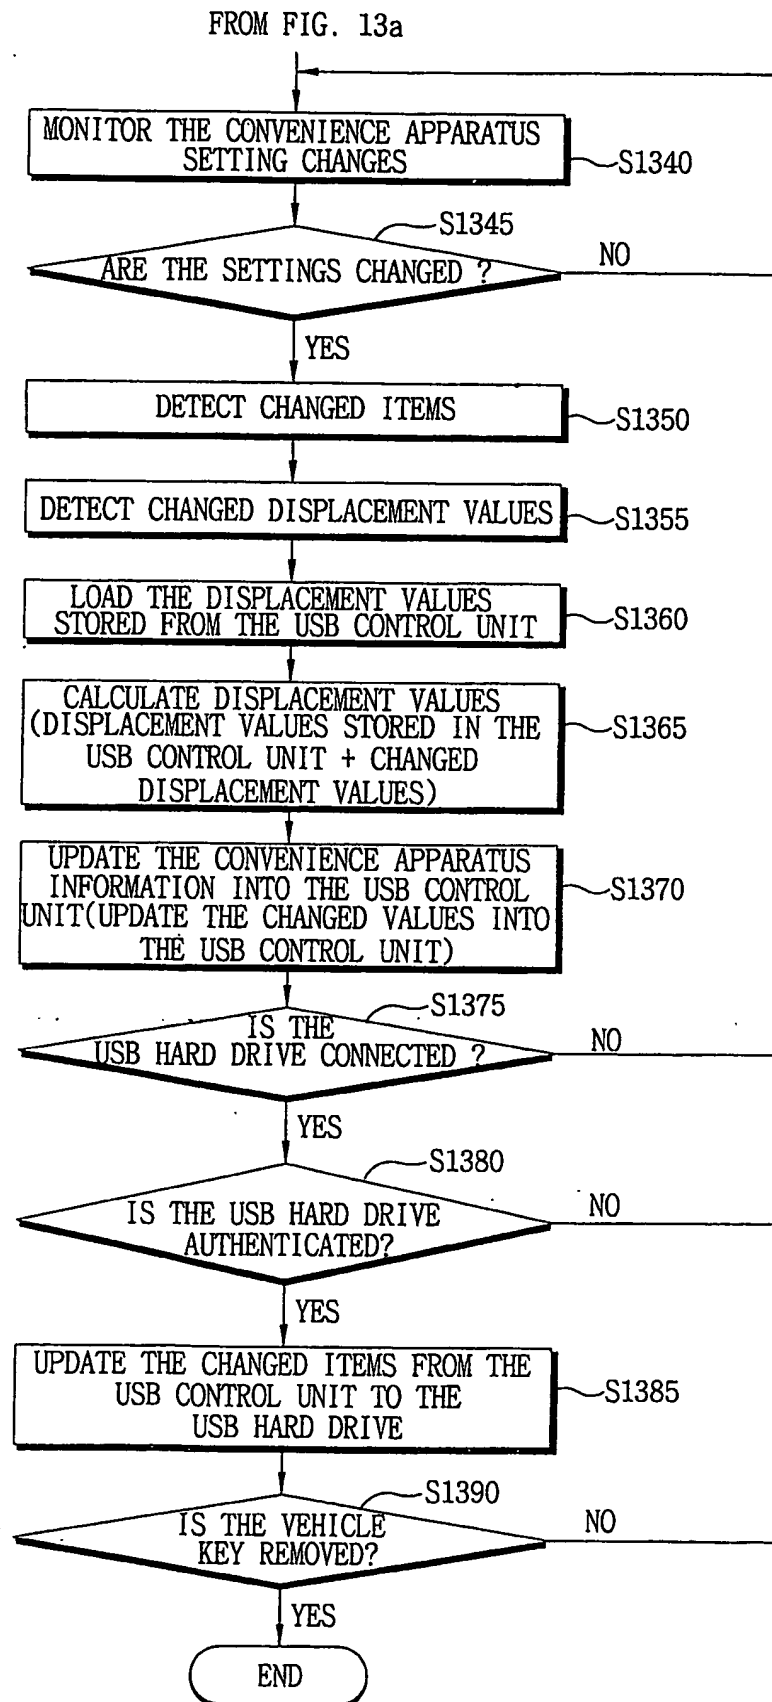 FROM FIG. 13a
MONITOR THE CONVENIENCE APPARATUS
SETTING CHANGES
S1340
S1345
ARE THE SETTINGS CHANGED ?
NO
YES
DETECT CHANGED ITEMS
S1350
DETECT CHANGED DISPLACEMENT VALUES
S1355
LOAD THE DISPLACEMENT VALUES
STORED FROM THE USB CONTROL UNIT
S1360
CALCULATE DISPLACEMENT VALUES
(DISPLACEMENT VALUES STORED IN THE
USB CONTROL UNIT + CHANGED
DISPLACEMENT VALUES)
S1365
UPDATE THE CONVENIENCE APPARATUS
INFORMATION INTO THE USB CONTROL
UNIT(UPDATE THE CHANGED VALUES INTO
THE USB CONTROL UNIT)
S1370
S1375
IS THE
USB HARD DRIVE CONNECTED ?
NO
YES
S1380
IS THE USB HARD DRIVE
AUTHENTICATED?
NO
YES
UPDATE THE CHANGED ITEMS FROM THE
USB CONTROL UNIT TO THE
USB HARD DRIVE
S1385
S1390
IS THE VEHICLE
KEY REMOVED?
NO
YES
END